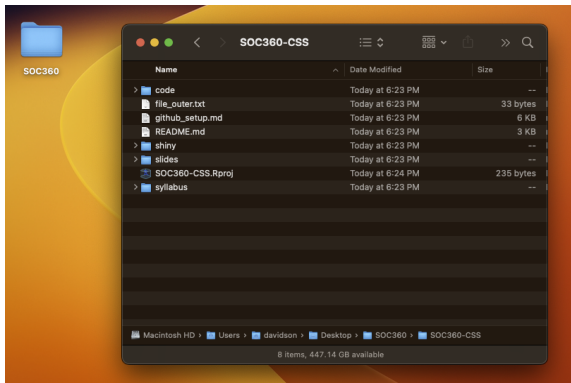 SOC360
SOC360-CSS
Name Date Modified Size
code Today at 6:23 PM --
file_outer.txt Today at 6:23 PM 33 bytes
github_setup.md Today at 6:23 PM 6 KB
README.md Today at 6:23 PM 3 KB
shiny Today at 6:23 PM --
slides Today at 6:23 PM --
SOC360-CSS.Rproj Today at 6:24 PM 235 bytes
syllabus Today at 6:23 PM --
Macintosh HD › Users › davidson › Desktop › SOC360 › SOC360-CSS
8 items, 447.14 GB available